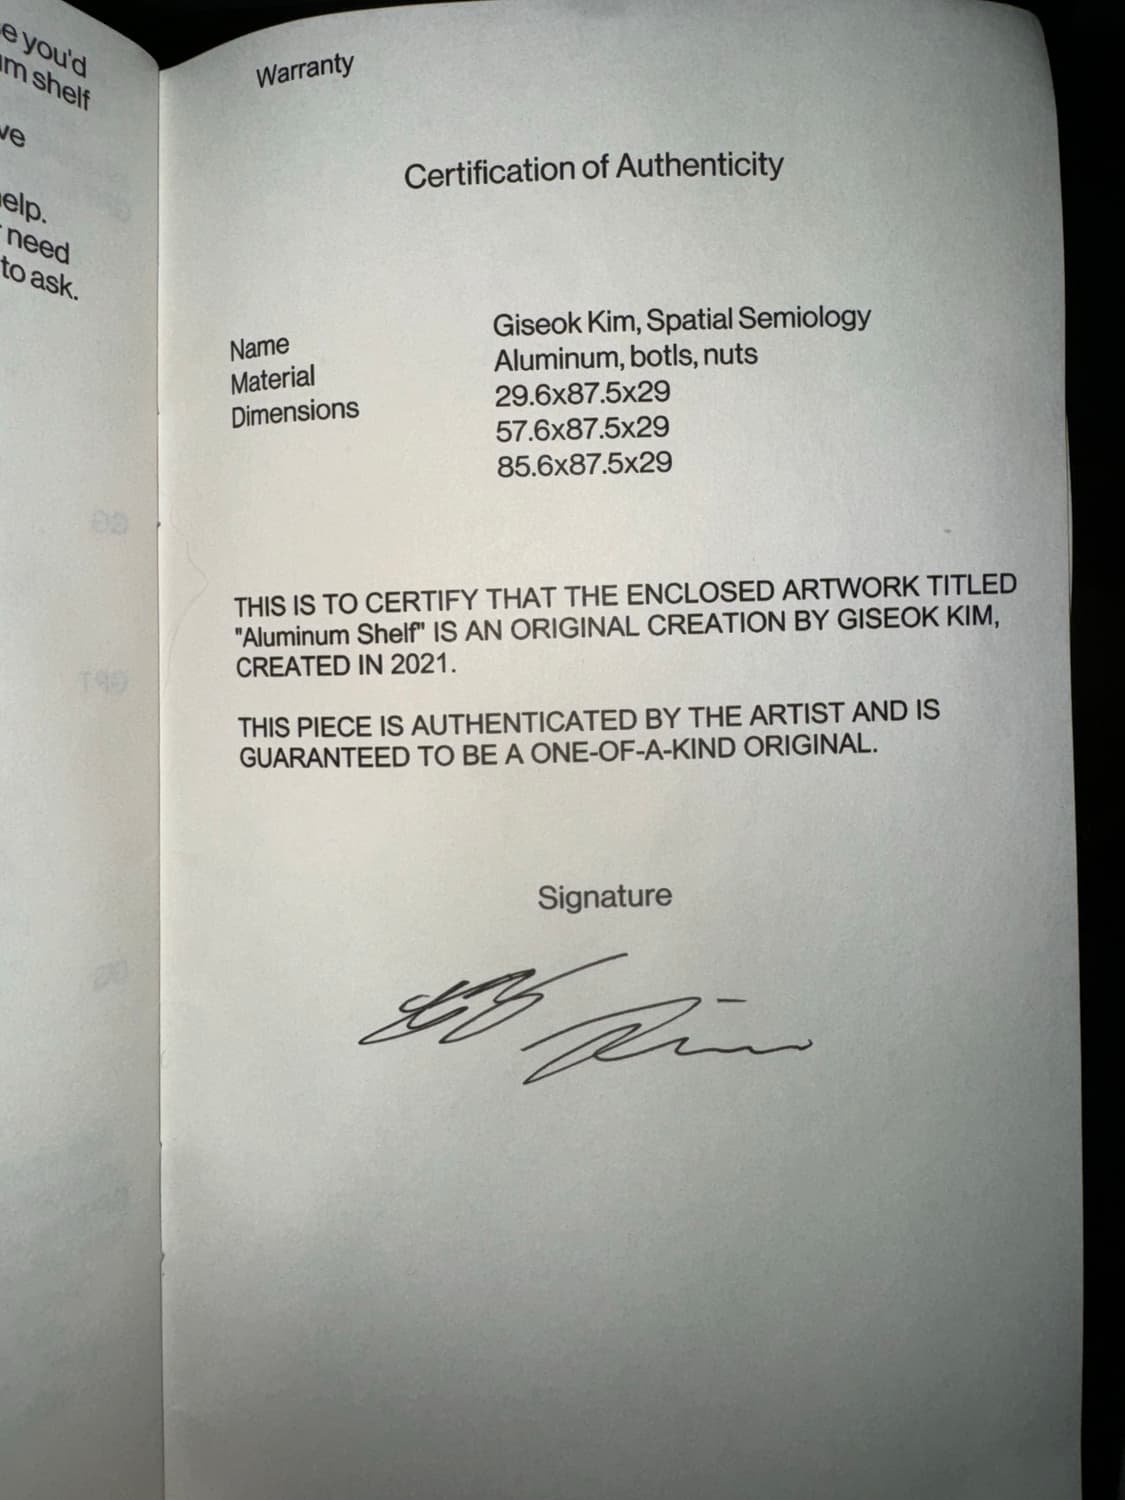 e you'd
um shelf
ve
elp.
need
to ask.
Warranty
Certification of Authenticity
Name
Material
Dimensions
Giseok Kim, Spatial Semiology
Aluminum, botls, nuts
29.6x87.5x29
57.6x87.5x29
85.6x87.5x29
THIS IS TO CERTIFY THAT THE ENCLOSED ARTWORK TITLED
"Aluminum Shelf" IS AN ORIGINAL CREATION BY GISEOK KIM,
CREATED IN 2021.
THIS PIECE IS AUTHENTICATED BY THE ARTIST AND IS
GUARANTEED TO BE A ONE-OF-A-KIND ORIGINAL.
Signature